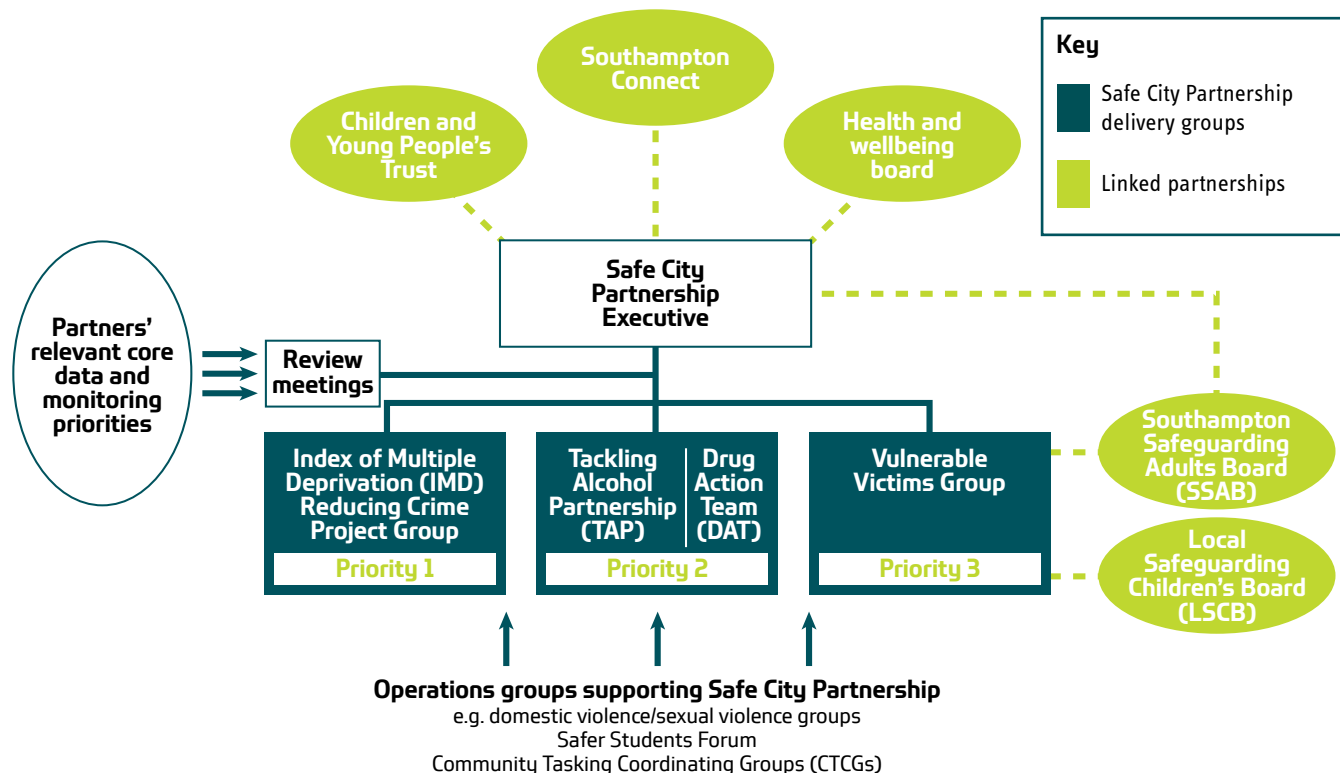 Southampton
Connect
Children and
Young People's
Trust
Health and
wellbeing
board
Key
Safe City Partnership
delivery groups
Linked partnerships
Safe City
Partnership
Executive
Partners'
relevant core
data and
monitoring
priorities
Review
meetings
Index of Multiple
Deprivation (IMD)
Reducing Crime
Project Group
Priority 1
Tackling
Alcohol
Partnership
(TAP)
Drug
Action
Team
(DAT)
Priority 2
Vulnerable
Victims Group
Priority 3
Southampton
Safeguarding
Adults Board
(SSAB)
Local
Safeguarding
Children's Board
(LSCB)
Operations groups supporting Safe City Partnership
e.g. domestic violence/sexual violence groups
Safer Students Forum
Community Tasking Coordinating Groups (CTCGs)